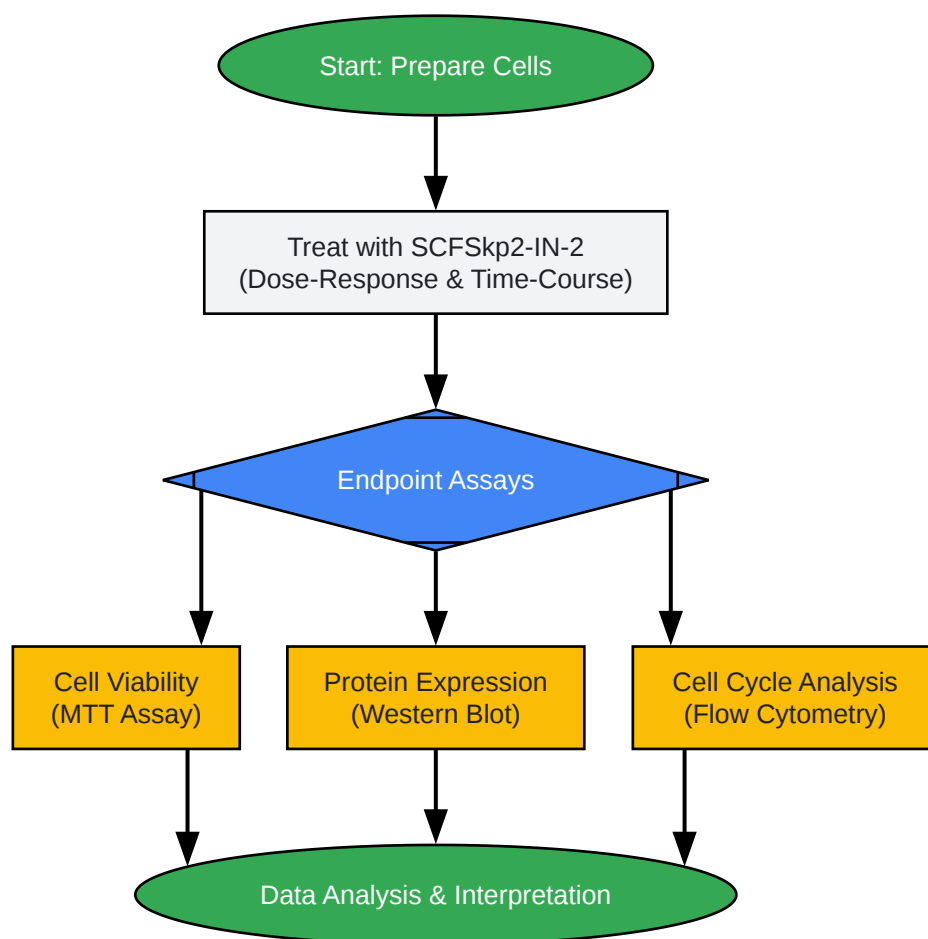 Start: Prepare Cells
Treat with SCFSkp2-IN-2
(Dose-Response & Time-Course)
Endpoint Assays
Cell Viability
(MTT Assay)
Protein Expression
(Western Blot)
Cell Cycle Analysis
(Flow Cytometry)
Data Analysis & Interpretation